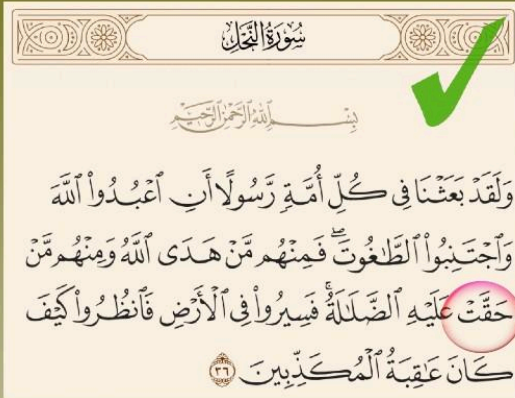 سُورَةُ النَّحۡلِ
بِسۡمِ ٱللَّهِ ٱلرَّحۡمَٰنِ ٱلرَّحِيمِ
وَلَقَدۡ بَعَثۡنَا فِي كُلِّ أُمَّةٖ رَّسُولًا أَنِ ٱعۡبُدُواْ ٱللَّهَ
وَٱجۡتَنِبُواْ ٱلطَّٰغُوتَۖ فَمِنۡهُم مَّنۡ هَدَى ٱللَّهُ وَمِنۡهُم مَّنۡ
حَقَّتۡ عَلَيۡهِ ٱلضَّلَٰلَةُۚ فَسِيرُواْ فِي ٱلۡأَرۡضِ فَٱنظُرُواْ كَيۡفَ
كَانَ عَٰقِبَةُ ٱلۡمُكَذِّبِينَ ٣٦